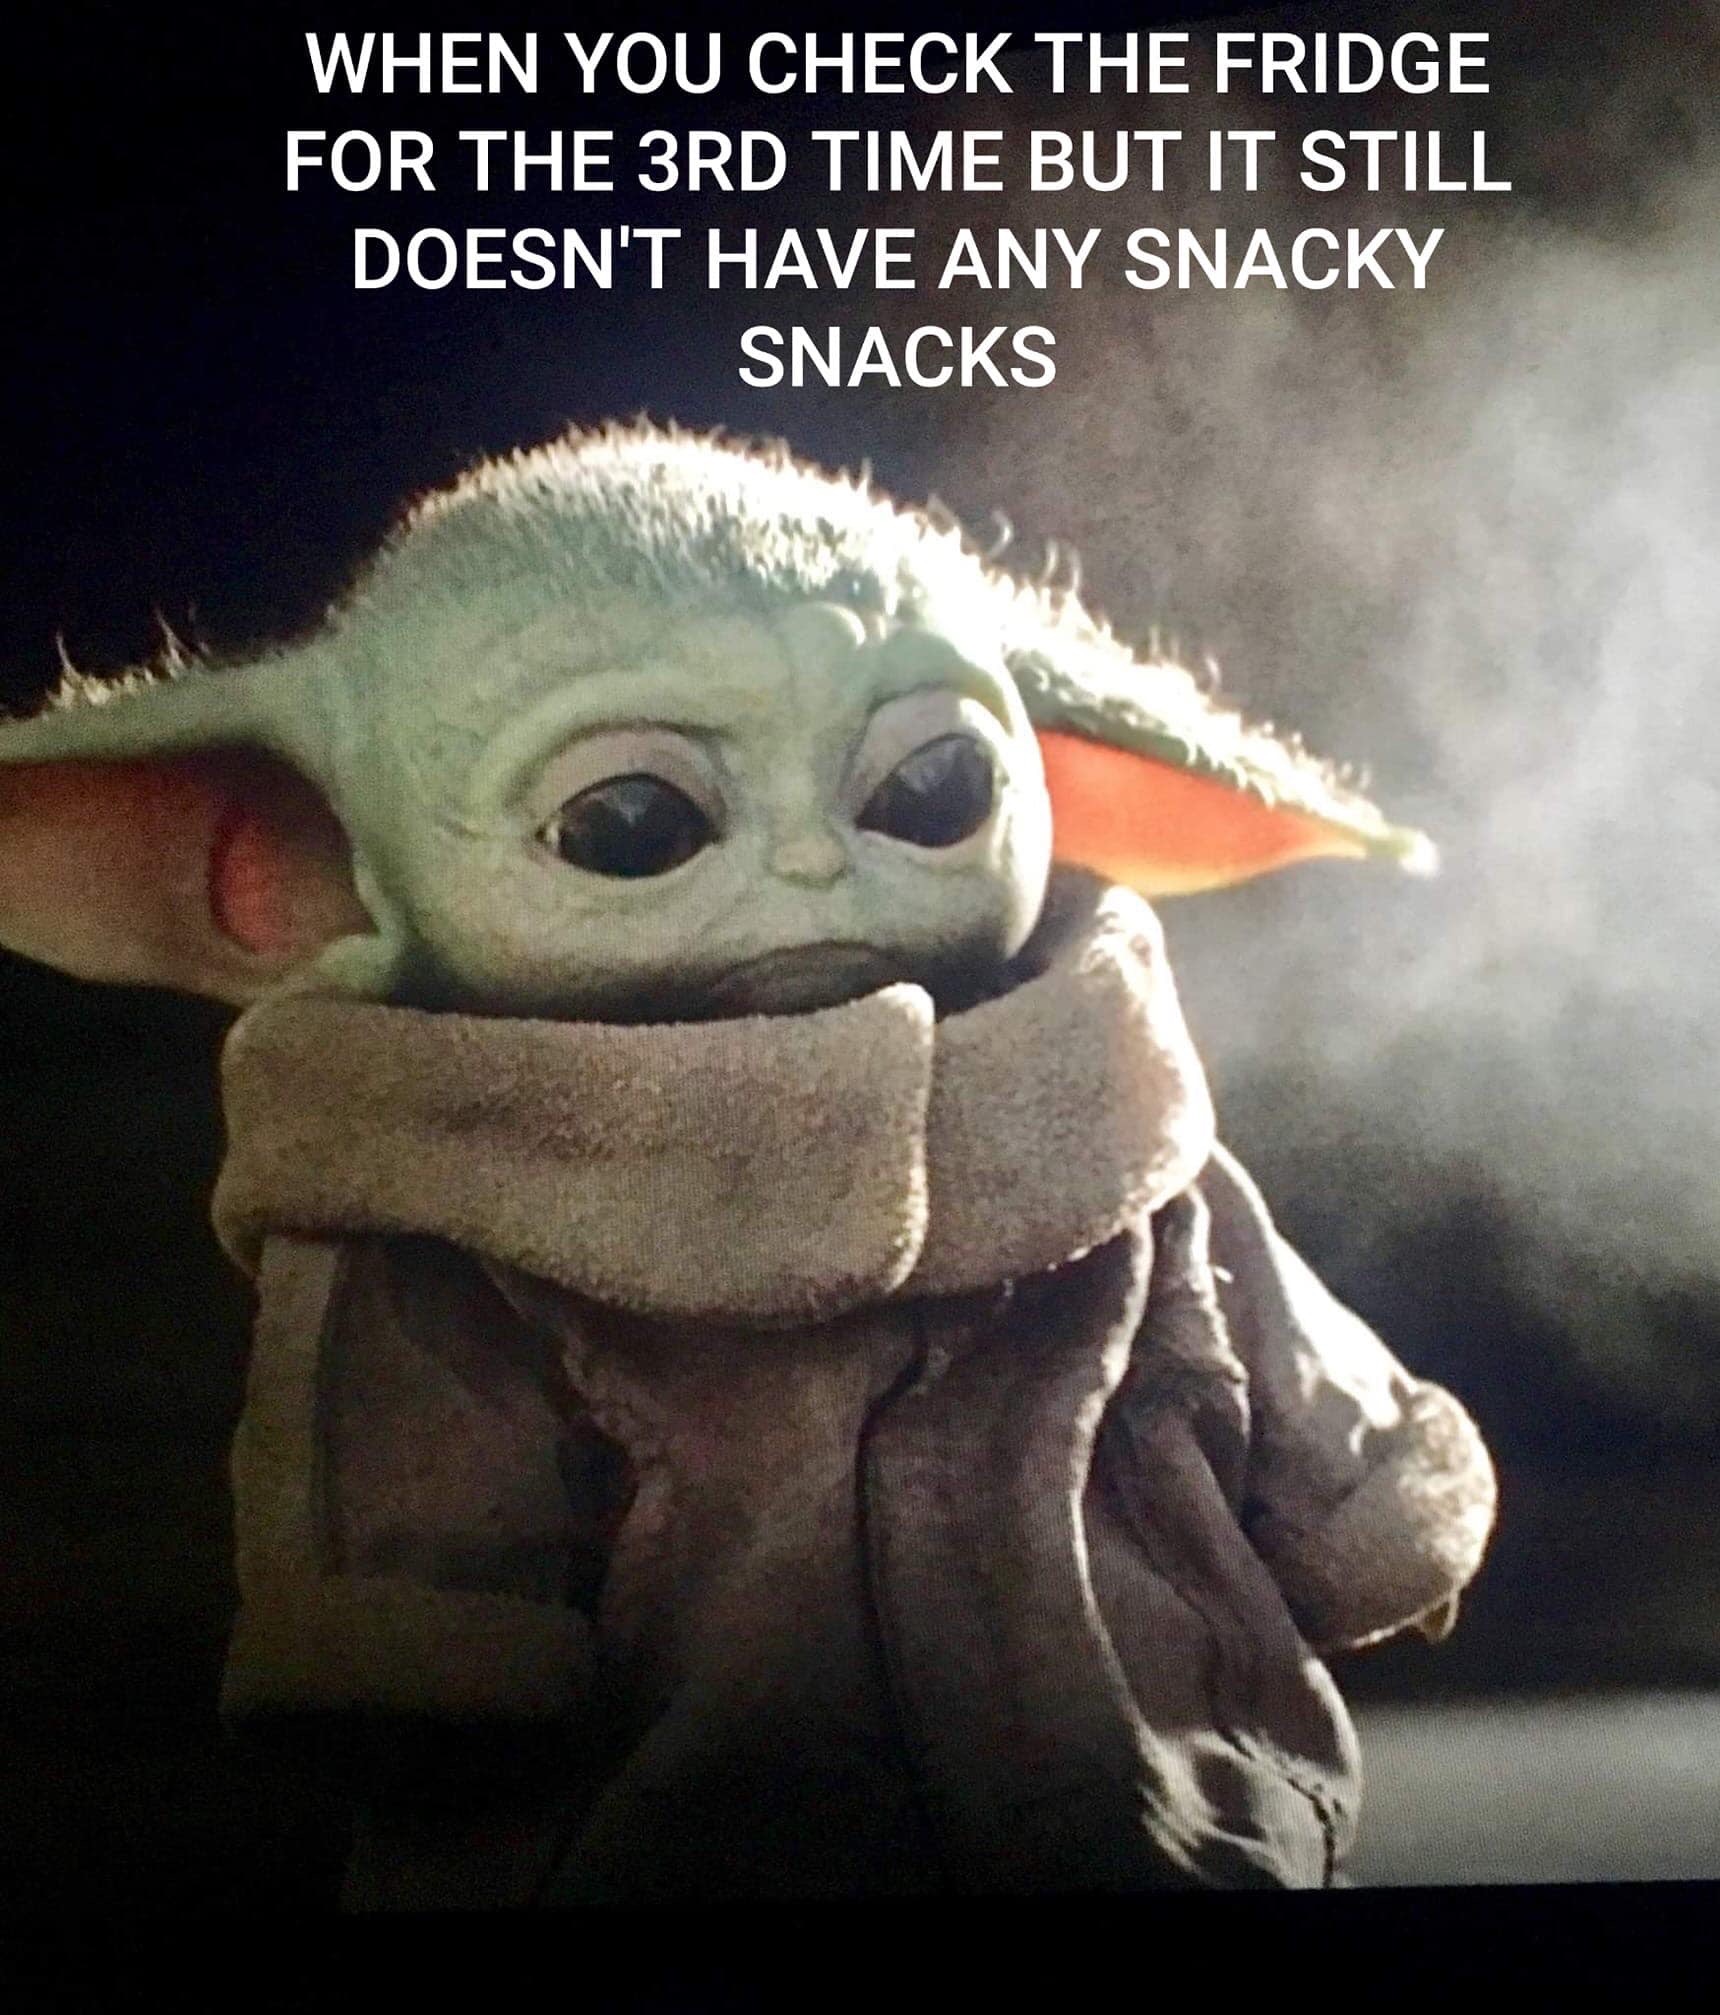 WHEN YOU CHECK THE FRIDGE
FOR THE 3RD TIME BUT IT STILL
DOESN'T HAVE ANY SNACKY
SNACKS